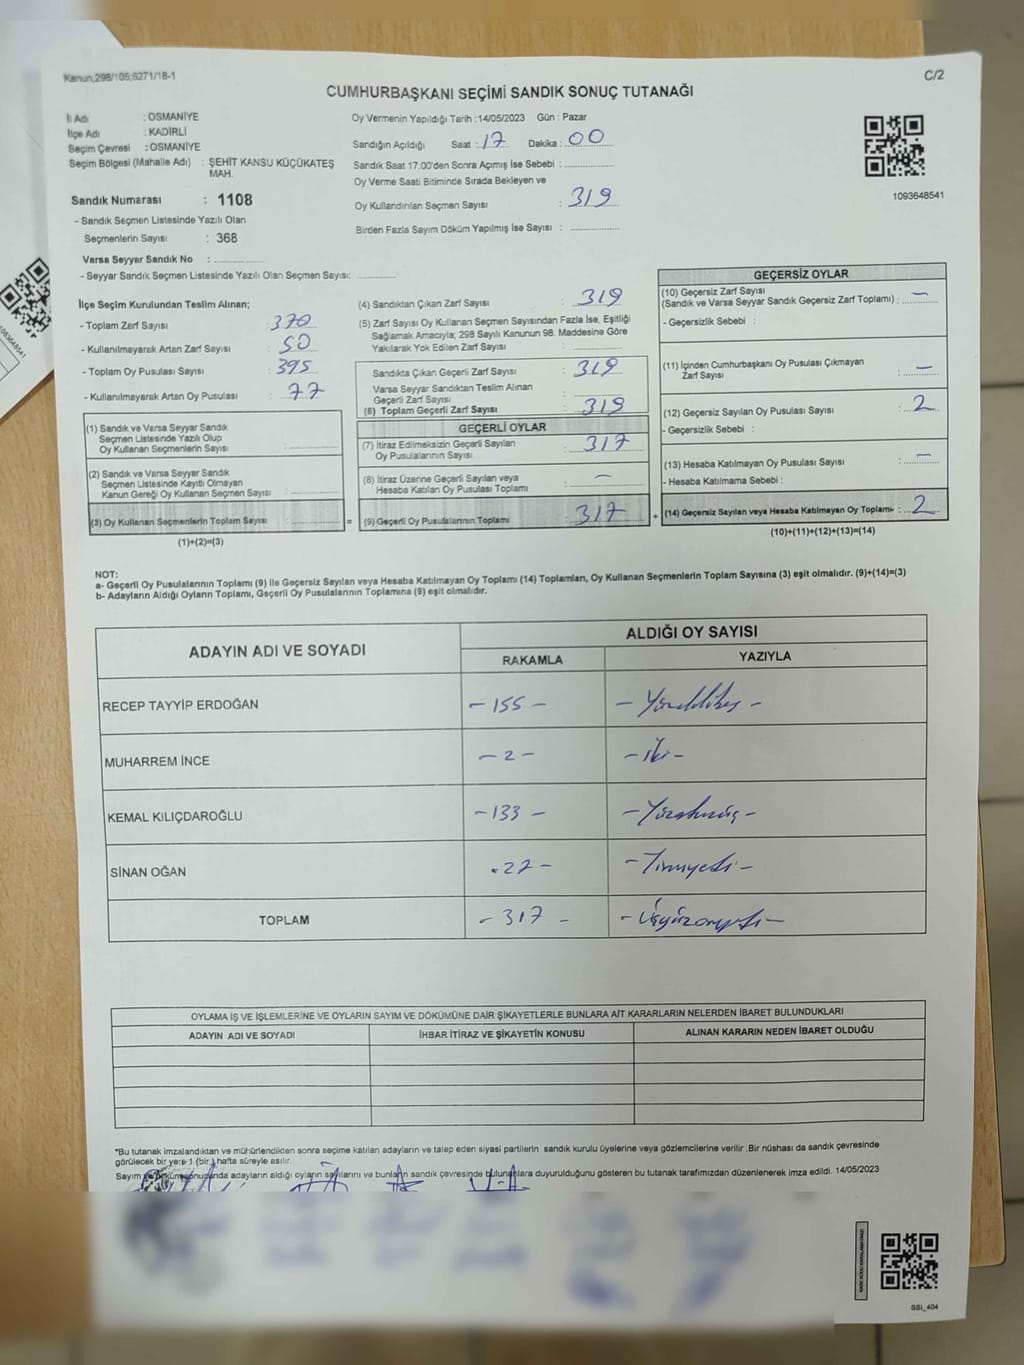 Kanun,298/105;6271/18-1
C/2
CUMHURBAŞKANI SEÇİMİ SANDIK SONUÇ TUTANAĞI
İl Adı : OSMANİYE
İlçe Adı : KADİRLİ
Seçim Çevresi : OSMANİYE
Seçim Bölgesi (Mahalle Adı) : ŞEHİT KANSU KÜÇÜKATEŞ
MAH.
Sandık Numarası : 1108
- Sandık Seçmen Listesinde Yazılı Olan
Seçmenlerin Sayısı : 368
Varsa Seyyar Sandık No :
- Seyyar Sandık Seçmen Listesinde Yazılı Olan Seçmen Sayısı:
Oy Vermenin Yapıldığı Tarih :14/05/2023 Gün : Pazar
Sandığın Açıldığı Saat : 17 Dakika : 00
Sandık Saat 17:00'den Sonra Açımış İse Sebebi :
Oy Verme Saati Bitiminde Sırada Bekleyen ve
Oy Kullandırılan Seçmen Sayısı : 319
Birden Fazla Sayım Döküm Yapılmış İse Sayısı :
1093648541
İlçe Seçim Kurulundan Teslim Alınan;
- Toplam Zarf Sayısı : 370
- Kullanılmayarak Artan Zarf Sayısı : 50
- Toplam Oy Pusulası Sayısı : 395
- Kullanılmayarak Artan Oy Pusulası : 77
(1) Sandık ve Varsa Seyyar Sandık
Seçmen Listesinde Yazılı Olup
Oy Kullanan Seçmenlerin Sayısı :
(2) Sandık ve Varsa Seyyar Sandık
Seçmen Listesinde Kayıtlı Olmayan
Kanun Gereği Oy Kullanan Seçmen Sayısı :
(3) Oy Kullanan Seçmenlerin Toplam Sayısı : =
(1)+(2)=(3)
(4) Sandıktan Çıkan Zarf Sayısı : 319
(5) Zarf Sayısı Oy Kullanan Seçmen Sayısından Fazla İse, Eşitliği
Sağlamak Amacıyla; 298 Sayılı Kanunun 98. Maddesine Göre
Yakılarak Yok Edilen Zarf Sayısı :
Sandıkta Çıkan Geçerli Zarf Sayısı : 319
Varsa Seyyar Sandıktan Teslim Alınan
Geçerli Zarf Sayısı :
(6) Toplam Geçerli Zarf Sayısı : 319
GEÇERLİ OYLAR
(7) İtiraz Edilmeksizin Geçerli Sayılan
Oy Pusulalarının Sayısı : 317
(8) İtiraz Üzerine Geçerli Sayılan veya
Hesaba Katılan Oy Pusulaları Toplamı : –
(9) Geçerli Oy Pusulalarının Toplamı : 317 +
GEÇERSİZ OYLAR
(10) Geçersiz Zarf Sayısı
(Sandık ve Varsa Seyyar Sandık Geçersiz Zarf Toplamı) : –
- Geçersizlik Sebebi :
(11) İçinden Cumhurbaşkanı Oy Pusulası Çıkmayan
Zarf Sayısı : –
(12) Geçersiz Sayılan Oy Pusulası Sayısı : 2
- Geçersizlik Sebebi :
(13) Hesaba Katılmayan Oy Pusulası Sayısı : –
- Hesaba Katılmama Sebebi :
(14) Geçersiz Sayılan veya Hesaba Katılmayan Oy Toplamı : 2
(10)+(11)+(12)+(13)=(14)
NOT:
a- Geçerli Oy Pusulalarının Toplamı (9) ile Geçersiz Sayılan veya Hesaba Katılmayan Oy Toplamı (14) Toplamları, Oy Kullanan Seçmenlerin Toplam Sayısına (3) eşit olmalıdır. (9)+(14)=(3)
b- Adayların Aldığı Oyların Toplamı, Geçerli Oy Pusulalarının Toplamına (9) eşit olmalıdır.
ADAYIN ADI VE SOYADI
ALDIĞI OY SAYISI
RAKAMLA YAZIYLA
RECEP TAYYİP ERDOĞAN - 155 - - Yüzellibeş -
MUHARREM İNCE - 2 - - İki -
KEMAL KILIÇDAROĞLU - 133 - - Yüzotuzüç -
SİNAN OĞAN - 27 - - Yirmiyedi -
TOPLAM - 317 - - Üçyüzonyedi -
OYLAMA İŞ VE İŞLEMLERİNE VE OYLARIN SAYIM VE DÖKÜMÜNE DAİR ŞİKAYETLERLE BUNLARA AİT KARARLARIN NELERDEN İBARET BULUNDUKLARI
ADAYIN ADI VE SOYADI İHBAR İTİRAZ VE ŞİKAYETİN KONUSU ALINAN KARARIN NEDEN İBARET OLDUĞU
*Bu tutanak imzalandıktan ve mühürlendikten sonra seçime katılan adayların ve talep eden siyasi partilerin sandık kurulu üyelerine veya gözlemcilerine verilir .Bir nüshası da sandık çevresinde
görülecek bir yere 1 (bir ) hafta süreyle asılır.
Sayım ve döküm sonucunda adayların aldığı oyların sayılarını ve bunların sandık çevresinde bulunanlara duyurulduğunu gösteren bu tutanak tarafımızdan düzenlenerek imza edildi. 14/05/2023
SSİ_404